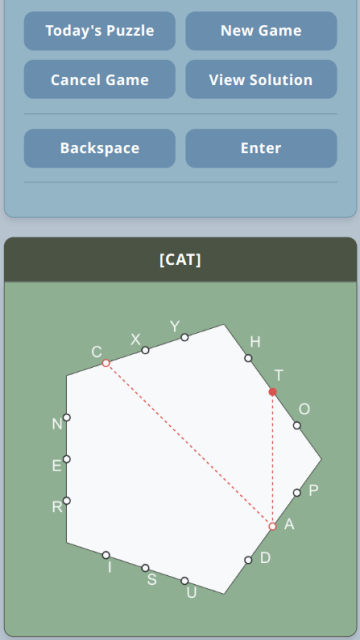 Today's Puzzle New Game
Cancel Game View Solution
Backspace Enter
[CAT]
Y
H
X
C
T
O
N
E
P
R
A
D
I
S
U